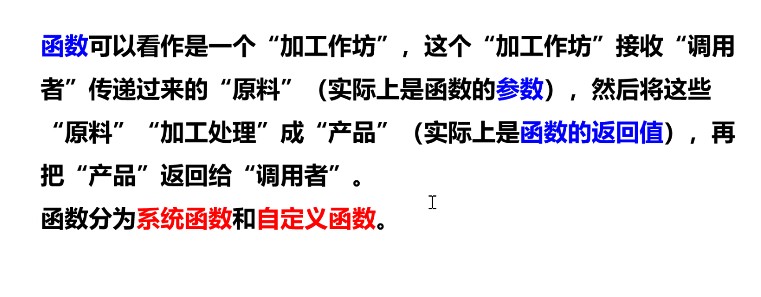 函数可以看作是一个“加工作坊”，这个“加工作坊”接收“调用
者”传递过来的“原料”（实际上是函数的参数），然后将这些
“原料”“加工处理”成“产品”（实际上是函数的返回值），再
把“产品”返回给“调用者”。
函数分为系统函数和自定义函数。